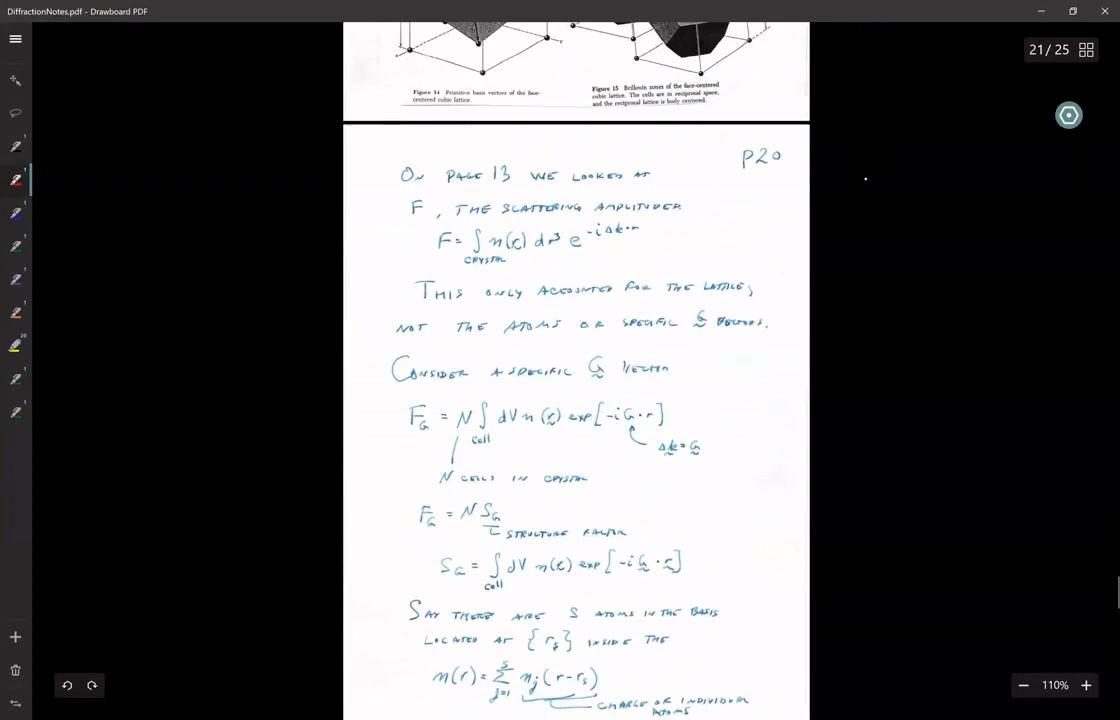 DiffractionNotes.pdf - Drawboard PDF
21 / 25
Figure 14 Primitive basis vectors of the face-
centered cubic lattice.
Figure 15 Brillouin zones of the face-centered
cubic lattice. The cells are in reciprocal space,
and the reciprocal lattice is body centered.
P20
ON PAGE 13 WE LOOKED AT
F, THE SCATTERING AMPLITUDER
F = ∫ n(r) dr³ e^{-iΔk·r}
CRYSTAL
THIS ONLY ACCOUNTED FOR THE LATTICE,
NOT THE ATOMS OR SPECIFIC G VECTORS.
CONSIDER A SPECIFIC G VECTOR
F_G = N ∫ dV n(r) exp[-iG·r]
cell
Δk = G
N CELLS IN CRYSTAL
F_G = N S_G
STRUCTURE FACTOR
S_G = ∫ dV n(r) exp[-iG·r]
cell
SAY THERE ARE S ATOMS IN THE BASIS
LOCATED AT {r_s} INSIDE THE
n(r) = Σ_{j=1}^{S} n_j(r-r_s)
CHARGE OF INDIVIDUAL
ATOMS
110%